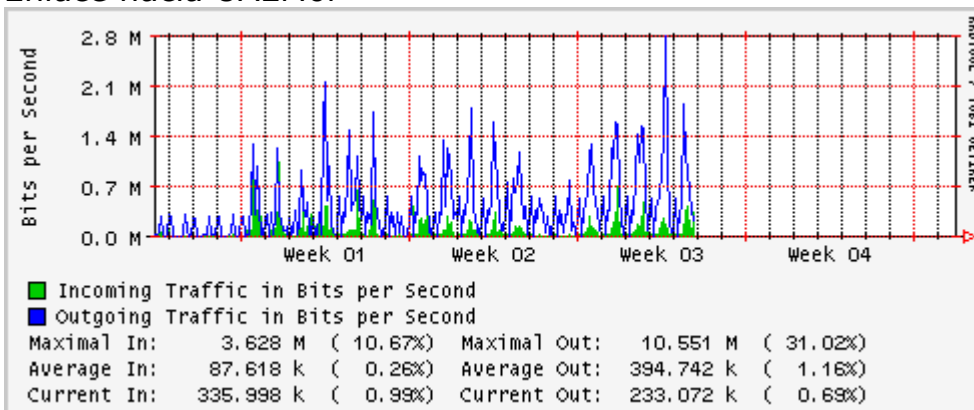 2.8 M
2.1 M
1.4 M
0.7 M
0.0 M
Bits per Second
Week 01 Week 02 Week 03 Week 04
Incoming Traffic in Bits per Second
Outgoing Traffic in Bits per Second
Maximal In: 3.628 M ( 10.67%) Maximal Out: 10.551 M ( 31.02%)
Average In: 87.618 k ( 0.26%) Average Out: 394.742 k ( 1.16%)
Current In: 335.998 k ( 0.99%) Current Out: 233.072 k ( 0.69%)